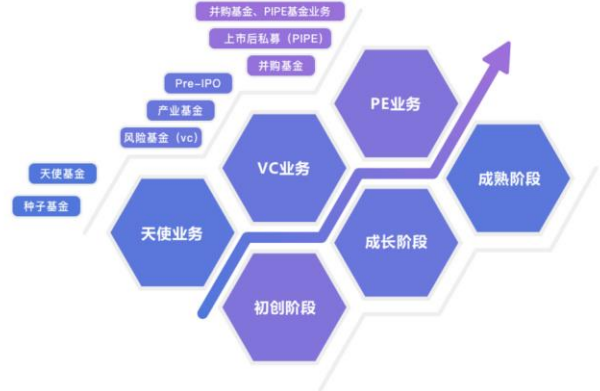 并购基金、PIPE基金业务
上市后私募（PIPE）
并购基金
Pre-IPO
产业基金
风险基金（vc）
天使基金
种子基金
PE业务
VC业务
成熟阶段
天使业务
成长阶段
初创阶段